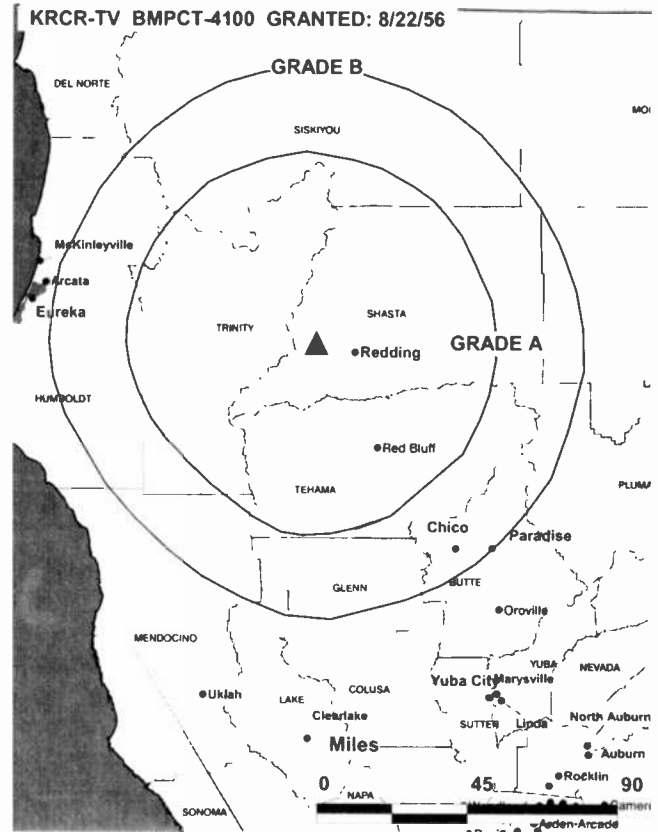 KRCR-TV BMPCT-4100 GRANTED: 8/22/56
GRADE B
DEL NORTE
SISKIYOU
McKinleyville
Arcata
Eureka
TRINITY
SHASTA
Redding
GRADE A
HUMBOLDT
Red Bluff
TEHAMA
PLUMA
Chico
Paradise
GLENN
BUTTE
Oroville
MENDOCINO
YUBA
NEVADA
Yuba City
Marysville
Ukiah
LAKE
COLUSA
SUTTER
Linda
North Auburn
Clearlake
Miles
Auburn
Rocklin
0 45 90
NAPA
SONOMA
Arden-Arcade